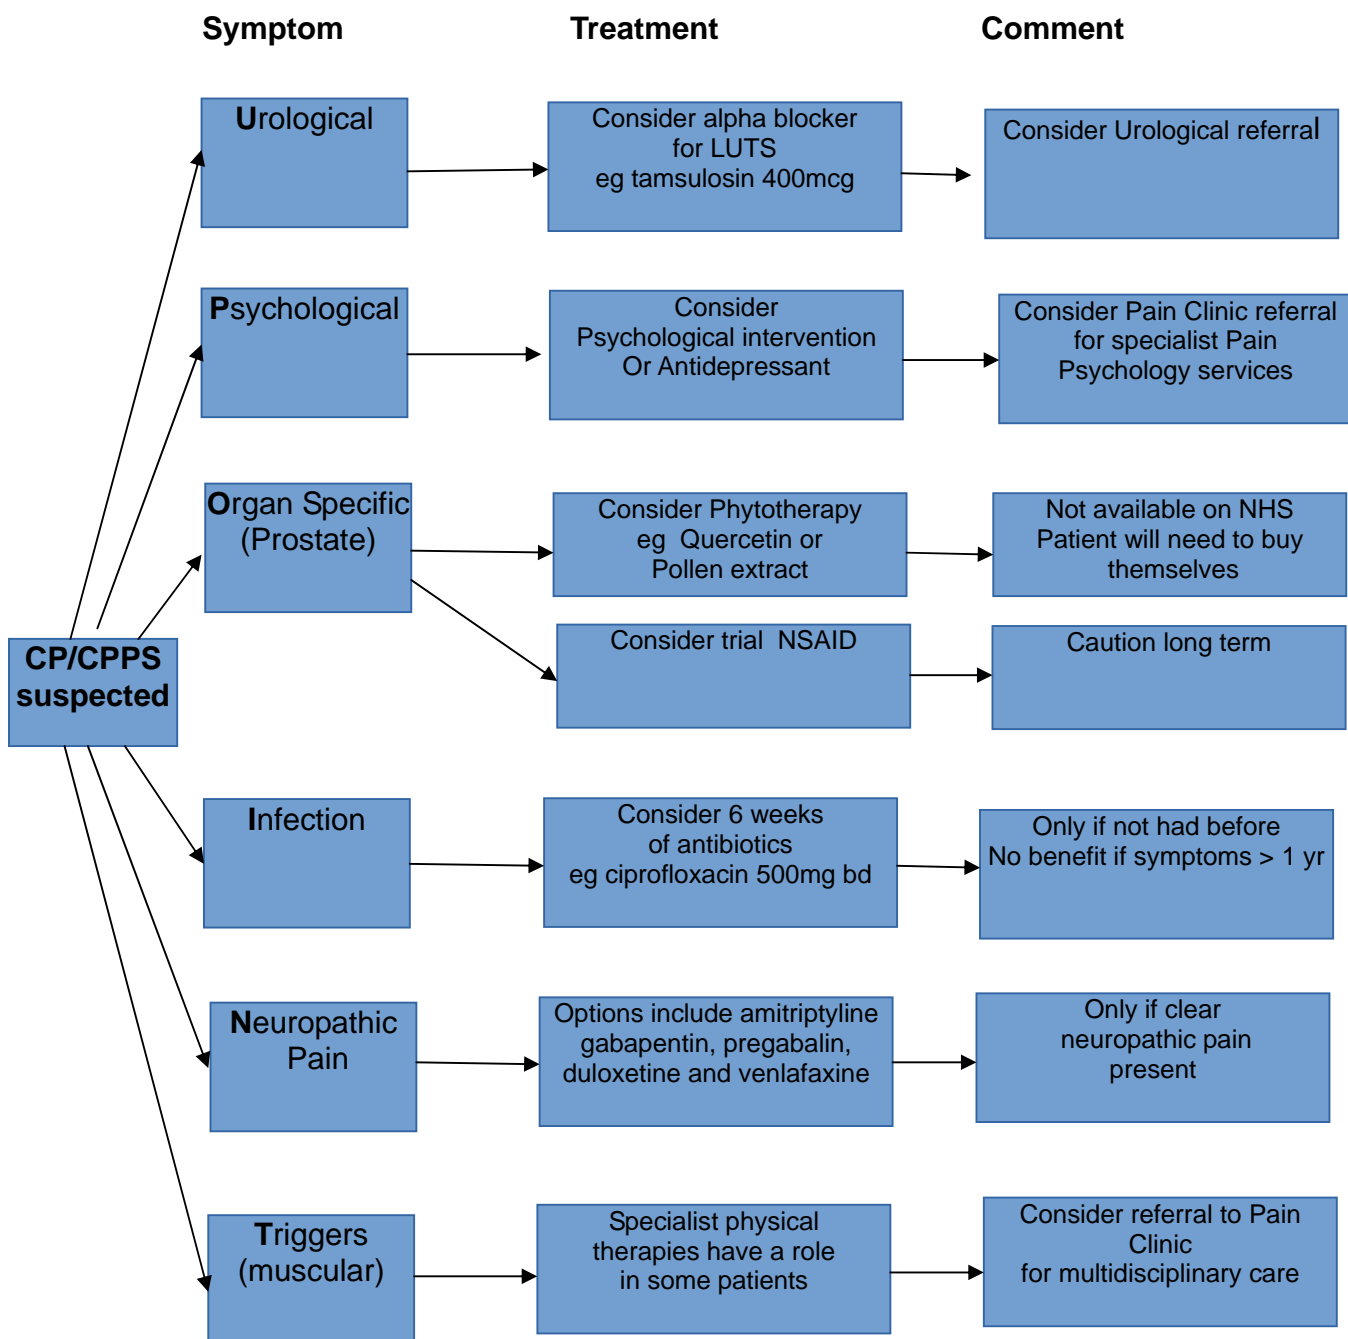 Symptom
Treatment
Comment
Urological
Consider alpha blocker
for LUTS
eg tamsulosin 400mcg
Consider Urological referral
Psychological
Consider
Psychological intervention
Or Antidepressant
Consider Pain Clinic referral
for specialist Pain
Psychology services
Organ Specific
(Prostate)
Consider Phytotherapy
eg Quercetin or
Pollen extract
Not available on NHS
Patient will need to buy
themselves
Consider trial NSAID
Caution long term
CP/CPPS
suspected
Infection
Consider 6 weeks
of antibiotics
eg ciprofloxacin 500mg bd
Only if not had before
No benefit if symptoms > 1 yr
Neuropathic
Pain
Options include amitriptyline
gabapentin, pregabalin,
duloxetine and venlafaxine
Only if clear
neuropathic pain
present
Triggers
(muscular)
Specialist physical
therapies have a role
in some patients
Consider referral to Pain
Clinic
for multidisciplinary care